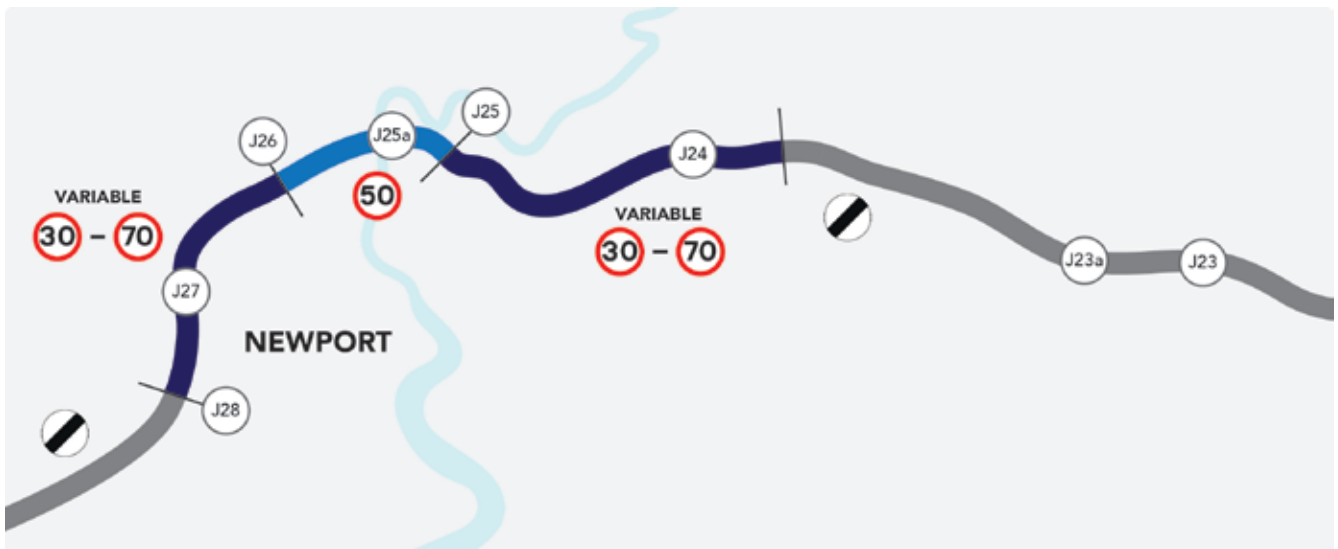 J25
J26
J25a
J24
VARIABLE
30 – 70
50
VARIABLE
30 – 70
J23a
J23
J27
NEWPORT
J28